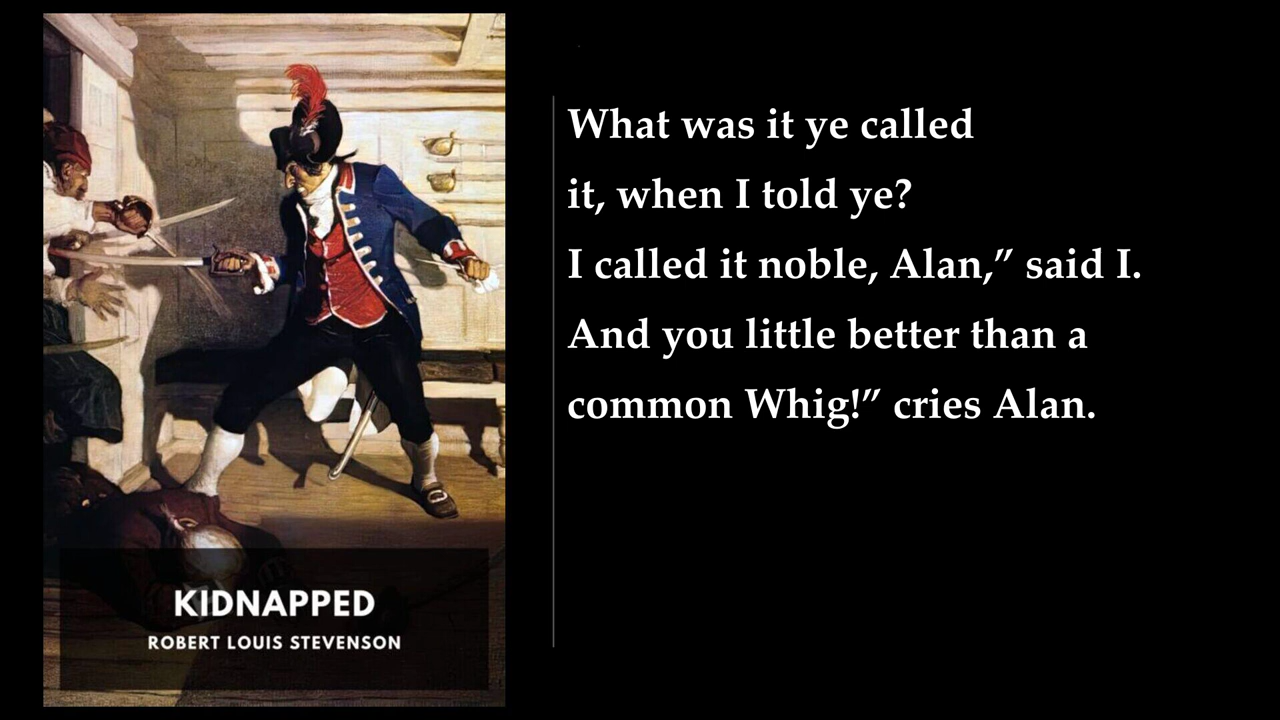 What was it ye called
it, when I told ye?
I called it noble, Alan,” said I.
And you little better than a
common Whig!” cries Alan.
KIDNAPPED
ROBERT LOUIS STEVENSON